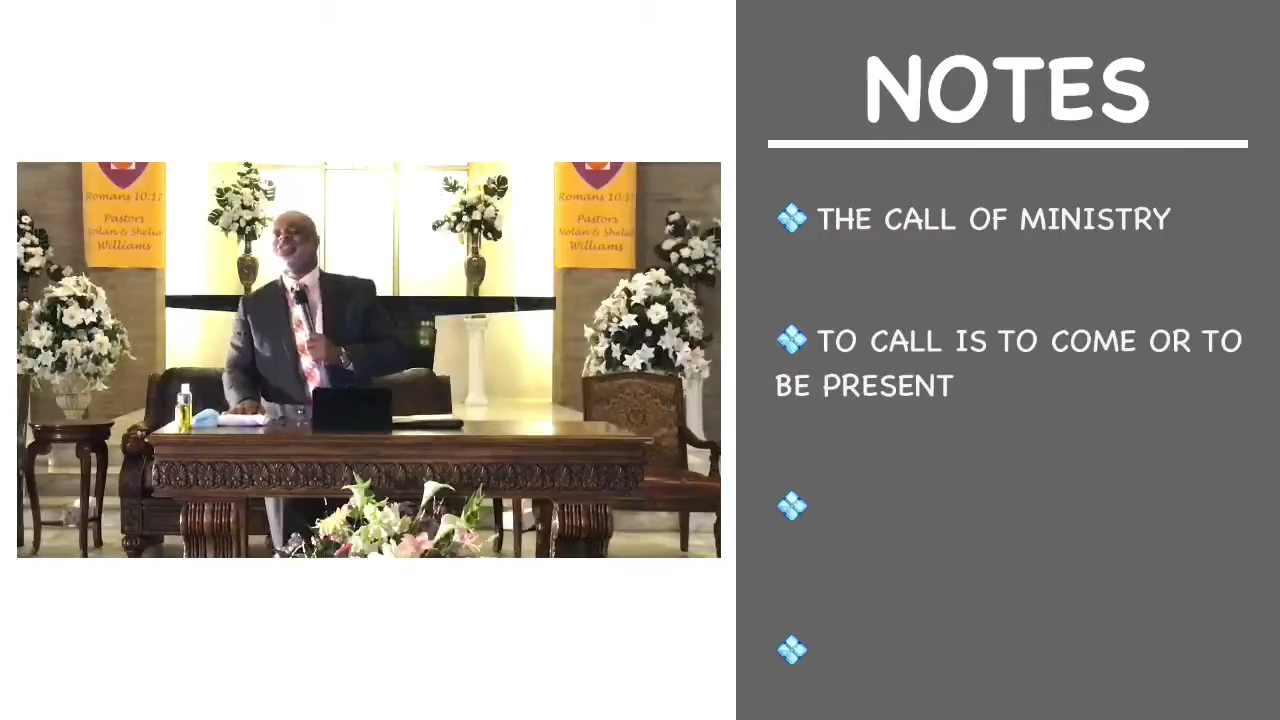 Romans 10:17
Pastors
Nolan & Shelia
Williams
Romans 10:17
Pastors
Nolan & Shelia
Williams
NOTES
THE CALL OF MINISTRY
TO CALL IS TO COME OR TO
BE PRESENT